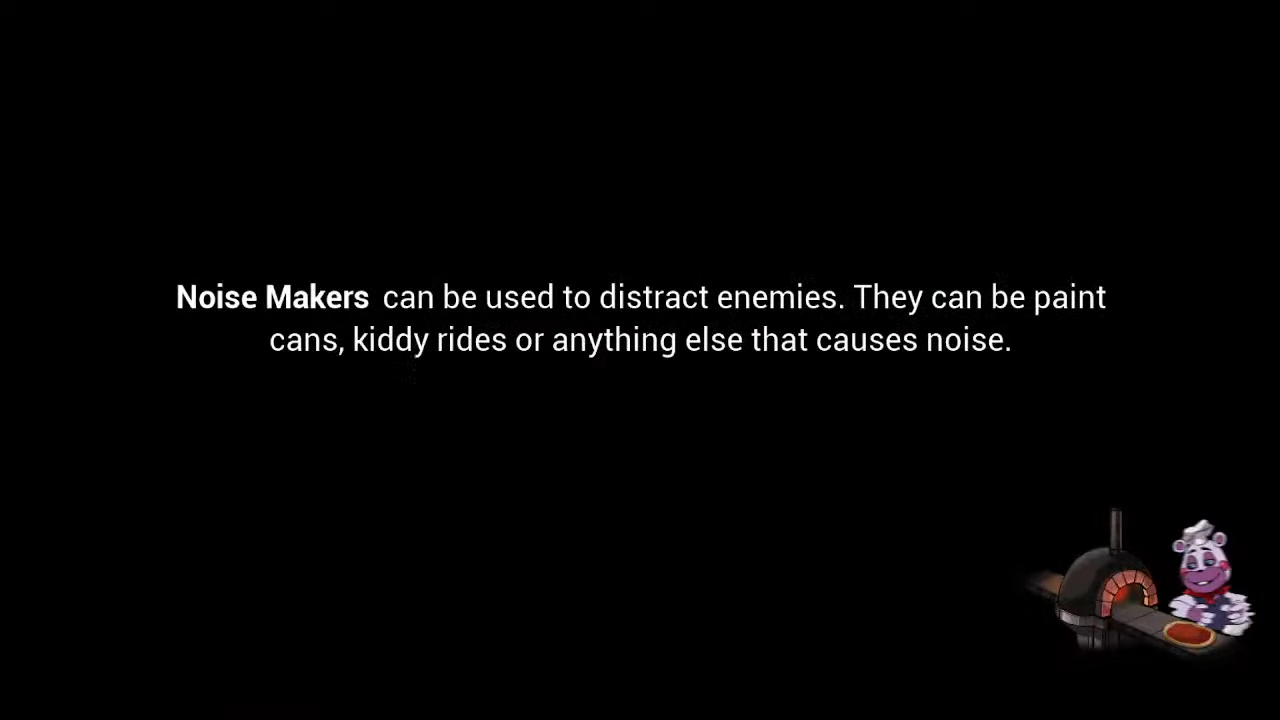 Noise Makers can be used to distract enemies. They can be paint
cans, kiddy rides or anything else that causes noise.